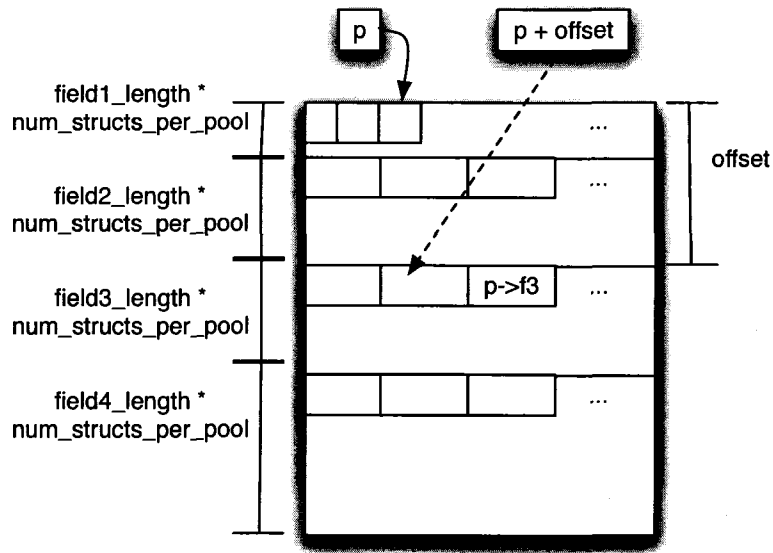 p
p + offset
field1_length *
num_structs_per_pool
...
offset
field2_length *
num_structs_per_pool
...
field3_length *
num_structs_per_pool
p->f3
...
field4_length *
num_structs_per_pool
...